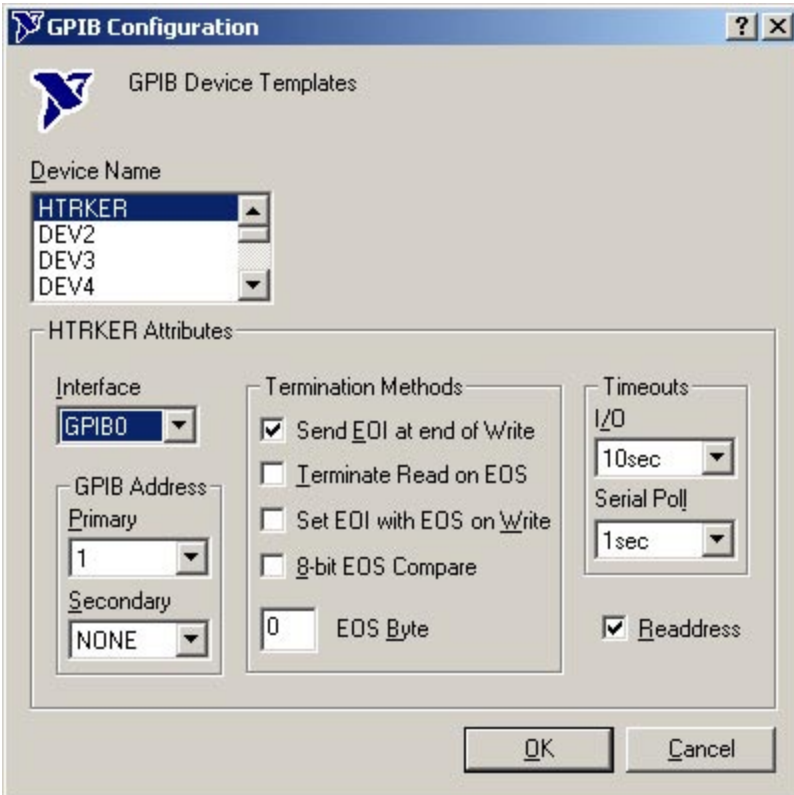 GPIB Configuration
GPIB Device Templates
Device Name
HTRKER
DEV2
DEV3
DEV4
HTRKER Attributes
Interface
GPIB0
GPIB Address
Primary
1
Secondary
NONE
Termination Methods
Send EOI at end of Write
Terminate Read on EOS
Set EOI with EOS on Write
8-bit EOS Compare
0 EOS Byte
Timeouts
I/O
10sec
Serial Poll
1sec
Readdress
OK Cancel